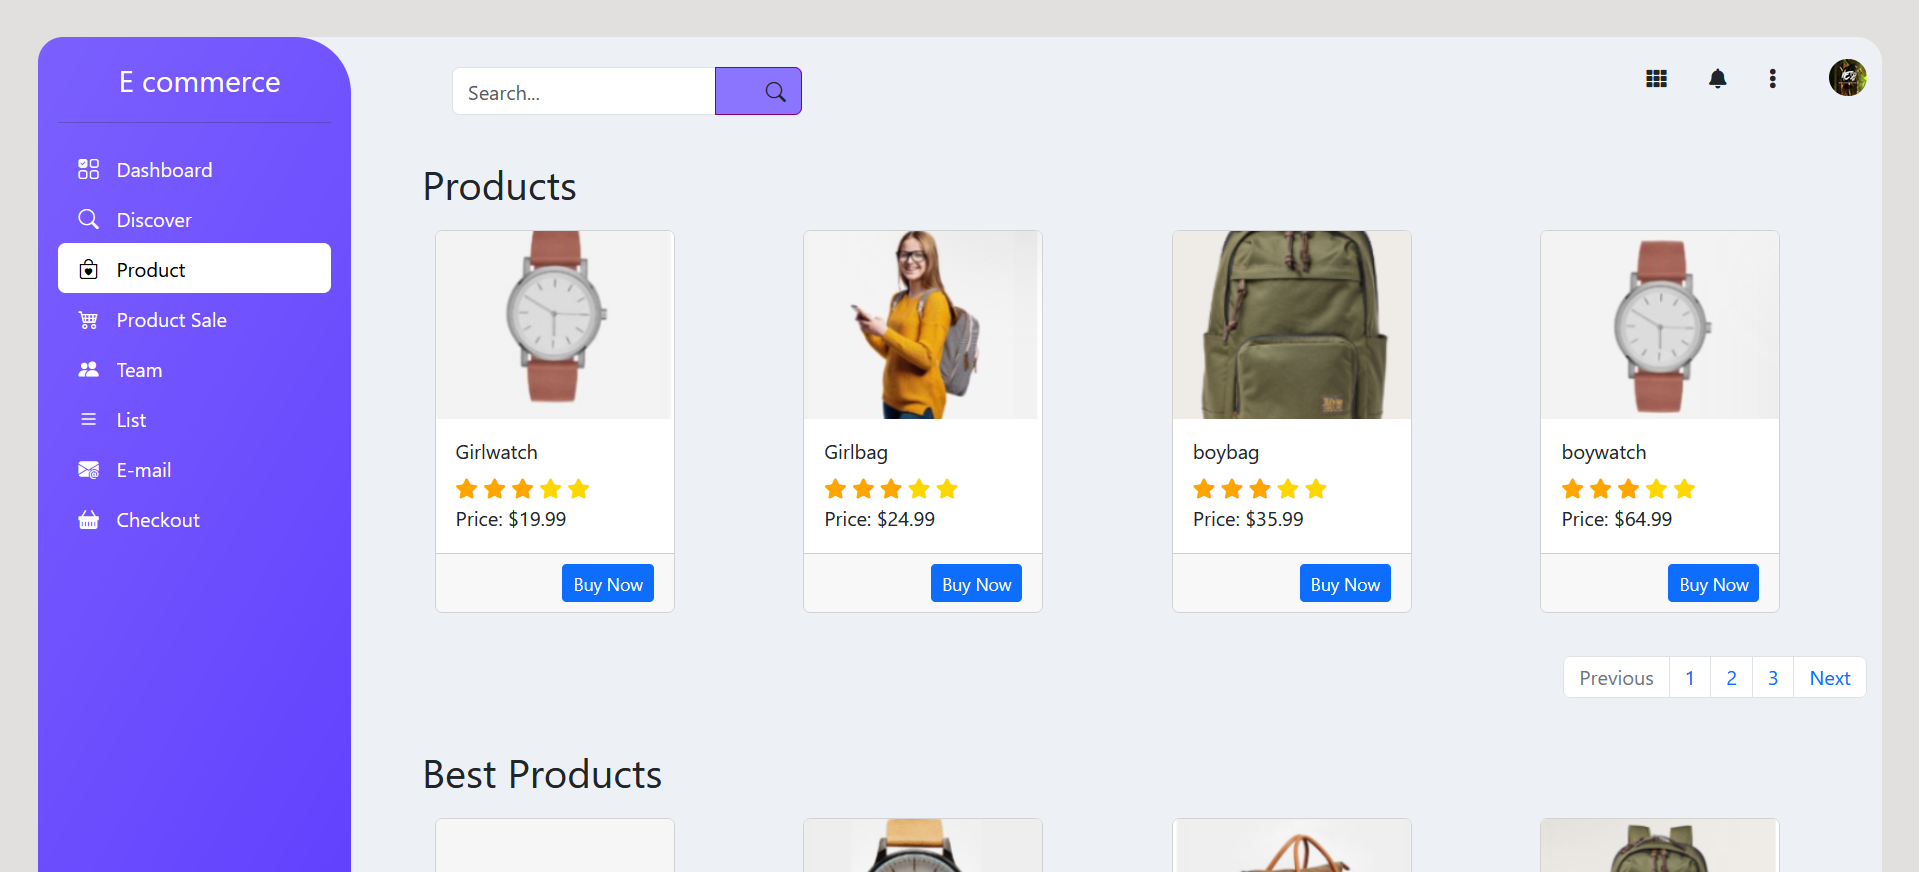 E commerce
Search...
Dashboard
Discover
Product
Product Sale
Team
List
E-mail
Checkout
Products
Girlwatch
Price: $19.99
Buy Now
Girlbag
Price: $24.99
Buy Now
boybag
Price: $35.99
Buy Now
boywatch
Price: $64.99
Buy Now
Previous 1 2 3 Next
Best Products